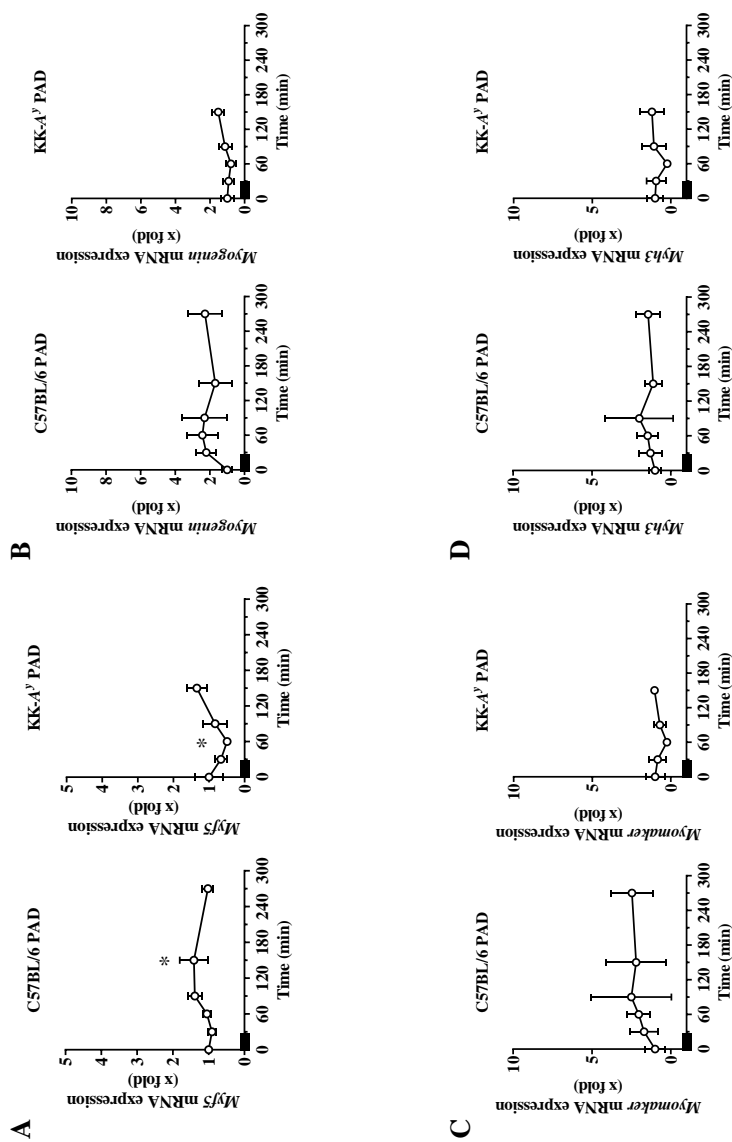 A
C57BL/6 PAD
Myf5 mRNA expression
(x fold)
5
4
3
2
1
0
*
0 60 120 180 240 300
Time (min)
KK-Aʸ PAD
Myf5 mRNA expression
(x fold)
5
4
3
2
1
0
*
0 60 120 180 240 300
Time (min)
B
C57BL/6 PAD
Myogenin mRNA expression
(x fold)
10
8
6
4
2
0
0 60 120 180 240 300
Time (min)
KK-Aʸ PAD
Myogenin mRNA expression
(x fold)
10
8
6
4
2
0
0 60 120 180 240 300
Time (min)
C
C57BL/6 PAD
Myomaker mRNA expression
(x fold)
10
5
0
0 60 120 180 240 300
Time (min)
KK-Aʸ PAD
Myomaker mRNA expression
(x fold)
10
5
0
0 60 120 180 240 300
Time (min)
D
C57BL/6 PAD
Myh3 mRNA expression
(x fold)
10
5
0
0 60 120 180 240 300
Time (min)
KK-Aʸ PAD
Myh3 mRNA expression
(x fold)
10
5
0
0 60 120 180 240 300
Time (min)